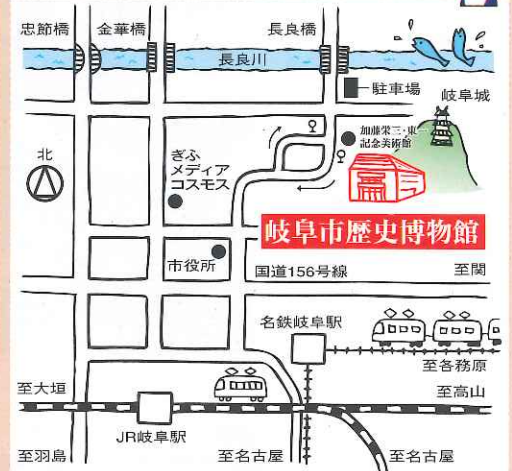 忠節橋
金華橋
長良橋
長良川
駐車場
岐阜城
加藤栄三・東一
記念美術館
北
ぎふ
メディア
コスモス
岐阜市歴史博物館
市役所
国道156号線
至関
名鉄岐阜駅
至各務原
至大垣
至高山
JR岐阜駅
至羽島
至名古屋
至名古屋